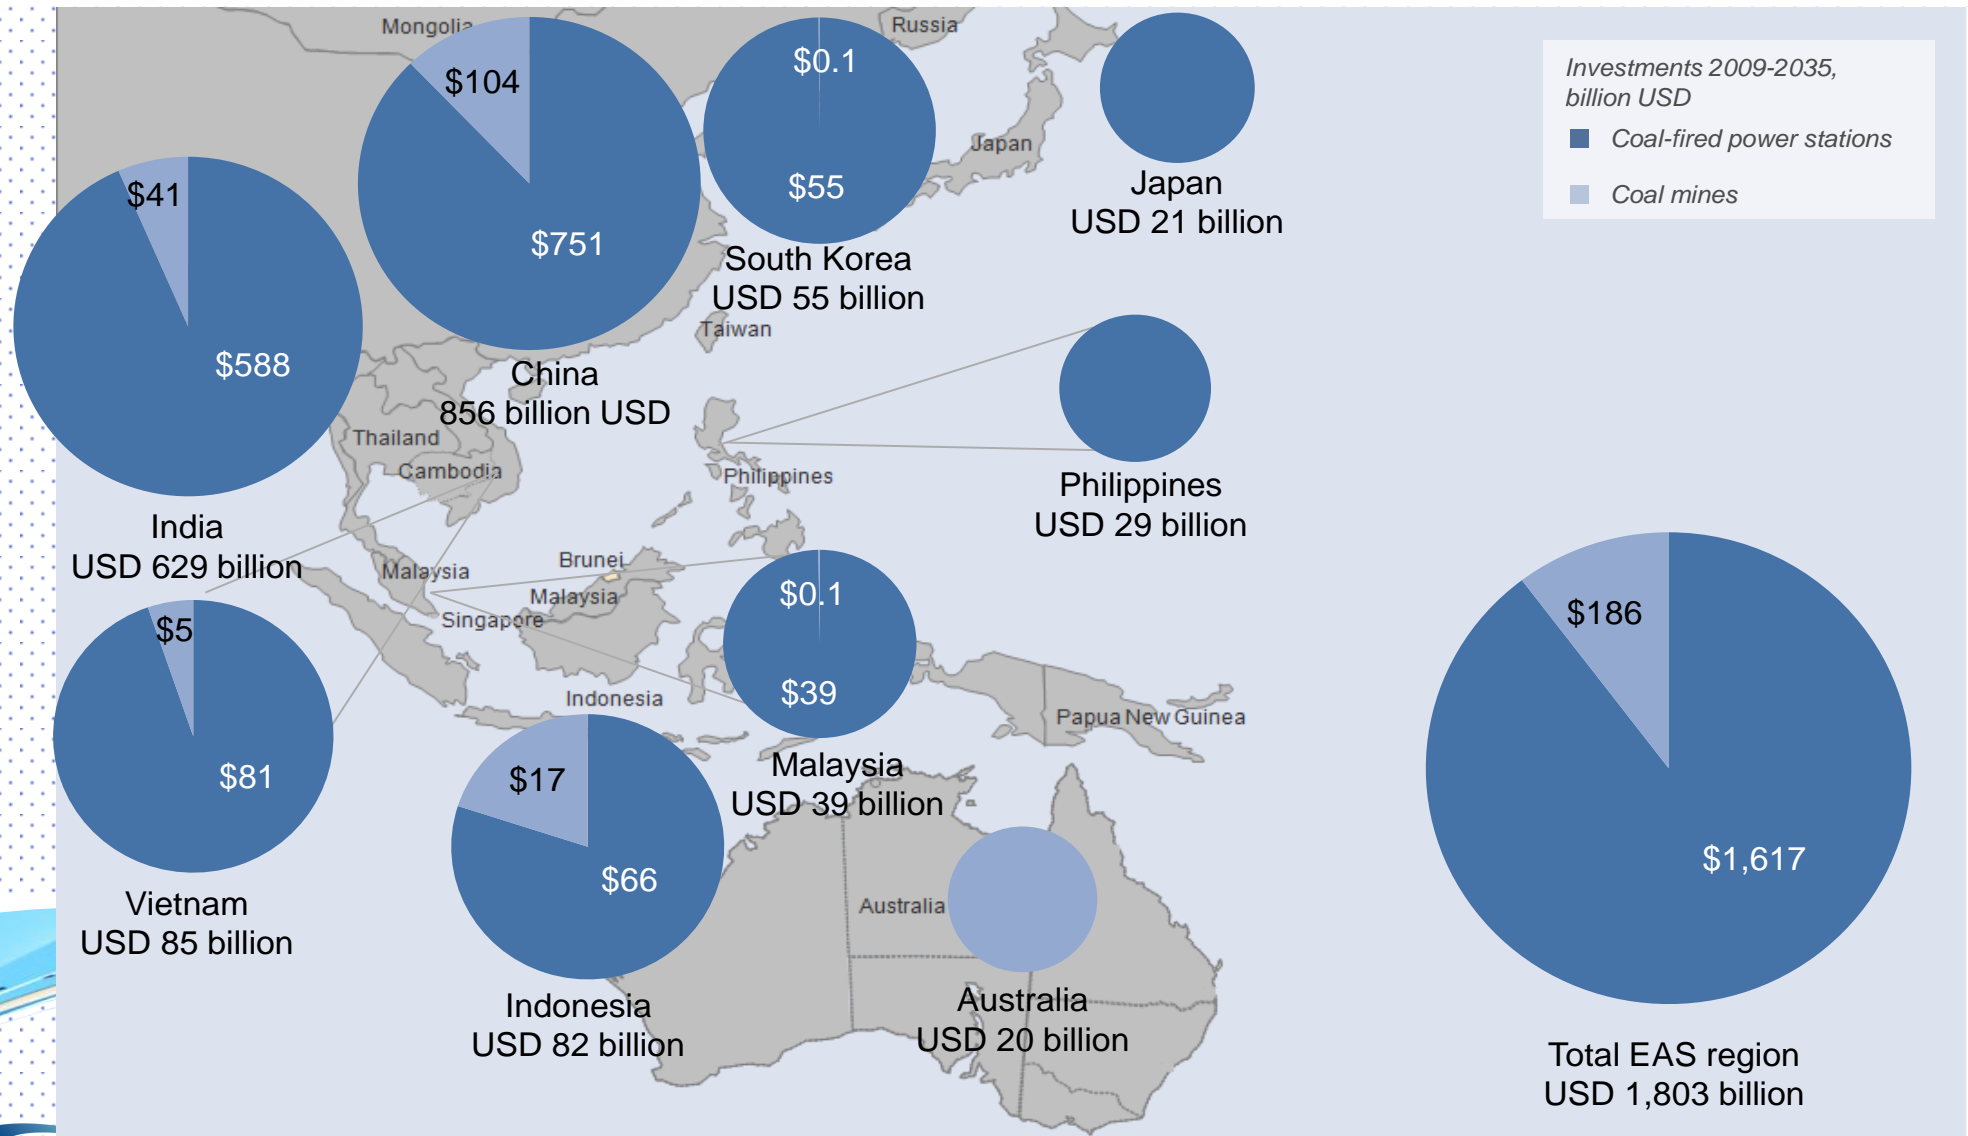 Mongolia
Russia
$104
$0.1
Investments 2009-2035,
billion USD
Coal-fired power stations
Coal mines
Japan
$41
$55
Japan
USD 21 billion
$751
South Korea
USD 55 billion
Taiwan
$588
China
856 billion USD
Thailand
Cambodia
Philippines
Philippines
USD 29 billion
India
USD 629 billion
Malaysia
Brunei
Malaysia
Singapore
$0.1
$186
$5
$39
Indonesia
Papua New Guinea
$81
$17
Malaysia
USD 39 billion
$66
$1,617
Vietnam
USD 85 billion
Australia
Indonesia
USD 82 billion
Australia
USD 20 billion
Total EAS region
USD 1,803 billion